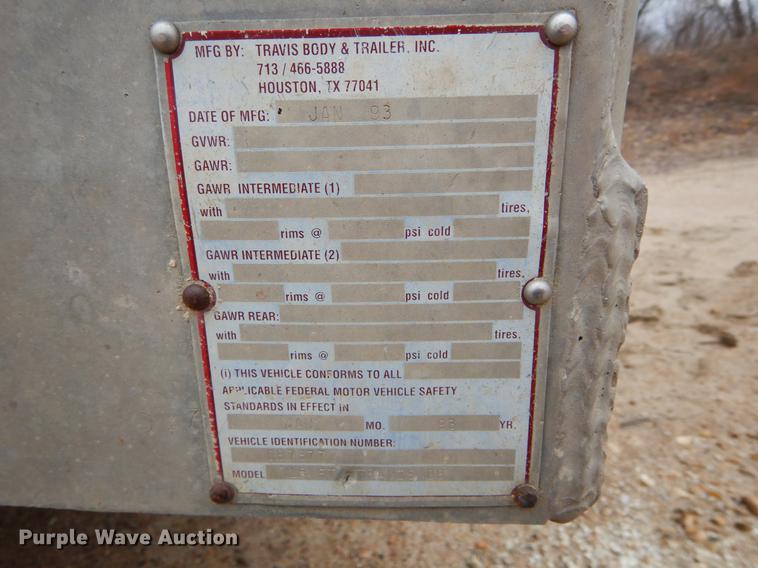 MFG BY: TRAVIS BODY & TRAILER, INC.
713 / 466-5888
HOUSTON, TX 77041
DATE OF MFG: JAN 93
GVWR:
GAWR:
GAWR INTERMEDIATE (1)
with tires,
rims @ psi cold
GAWR INTERMEDIATE (2)
with tires,
rims @ psi cold
GAWR REAR:
with tires,
rims @ psi cold
(i) THIS VEHICLE CONFORMS TO ALL
APPLICABLE FEDERAL MOTOR VEHICLE SAFETY
STANDARDS IN EFFECT IN
MO. 93 YR.
VEHICLE IDENTIFICATION NUMBER:
MODEL
Purple Wave Auction